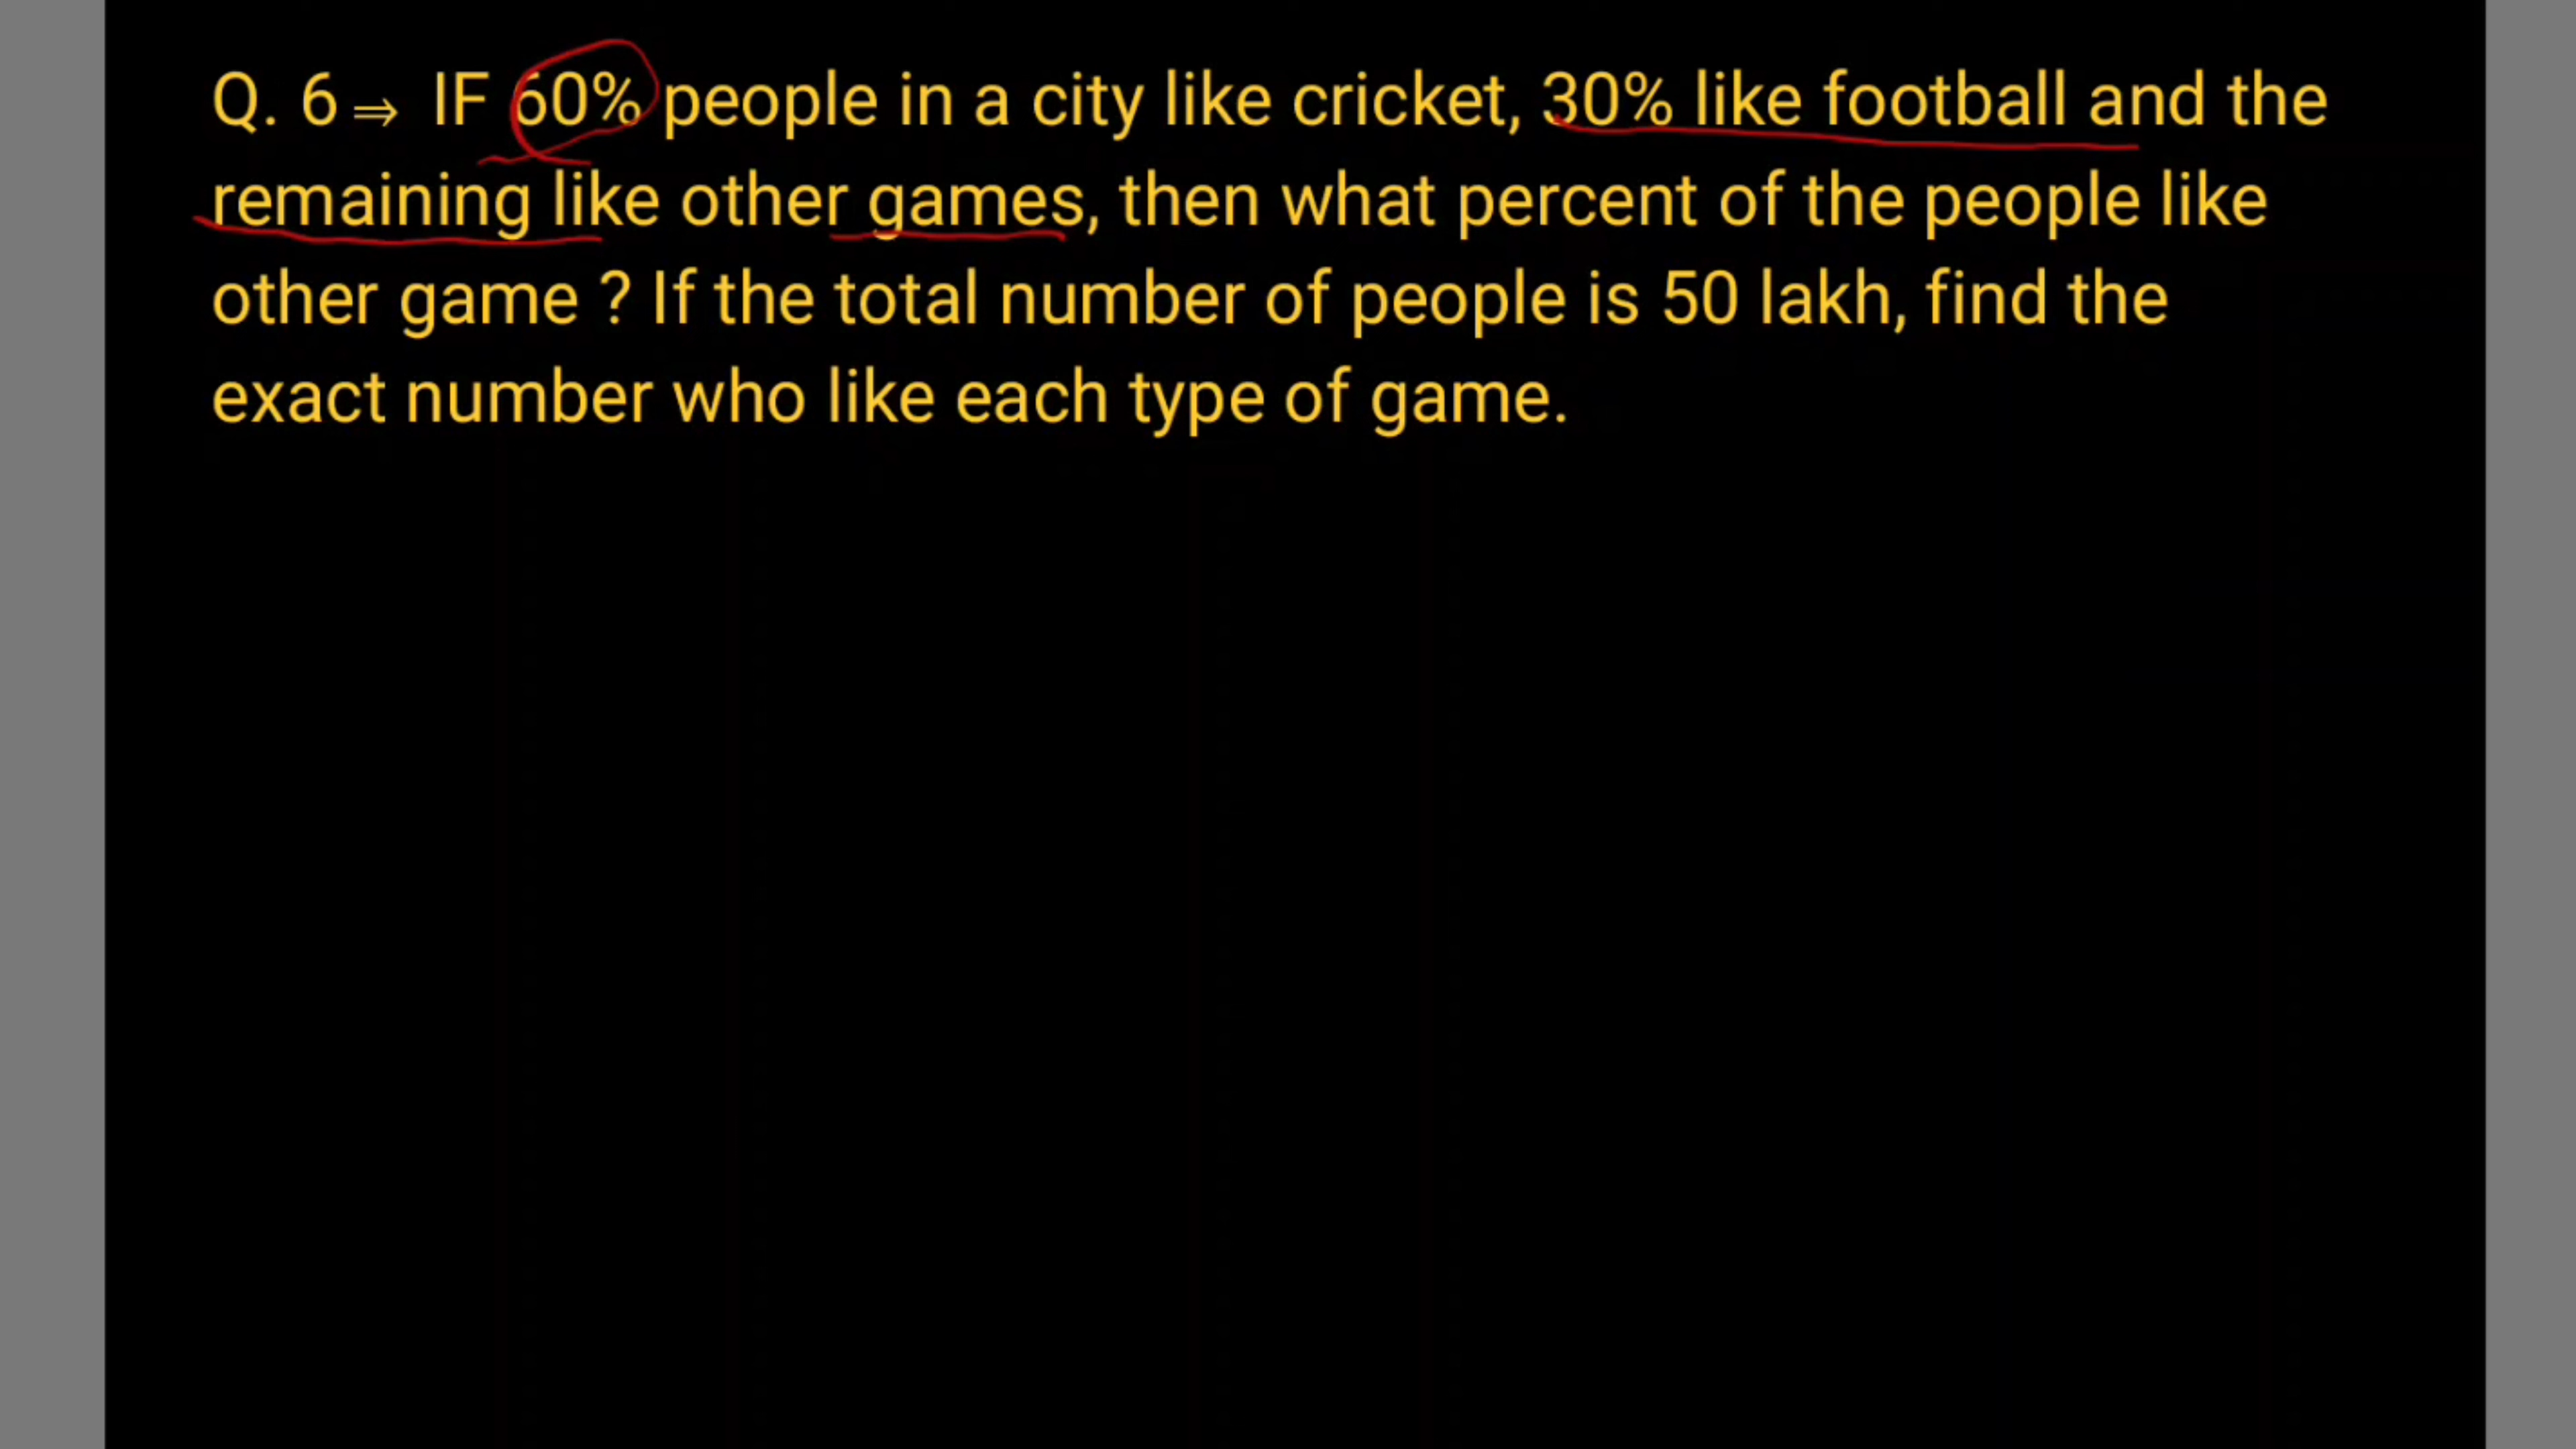 Q. 6⇒ IF 60% people in a city like cricket, 30% like football and the
remaining like other games, then what percent of the people like
other game ? If the total number of people is 50 lakh, find the
exact number who like each type of game.